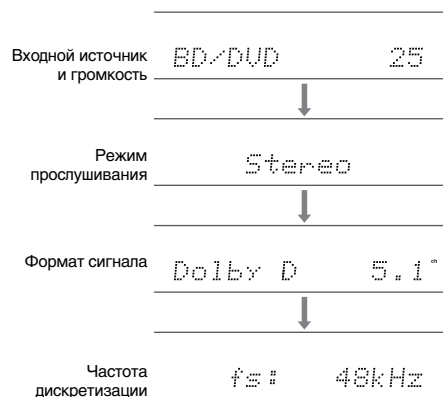 Входной источник
и громкость
BD/DVD 25
Режим
прослушивания
Stereo
Формат сигнала
Dolby D 5.1
Частота
дискретизации
fs: 48kHz